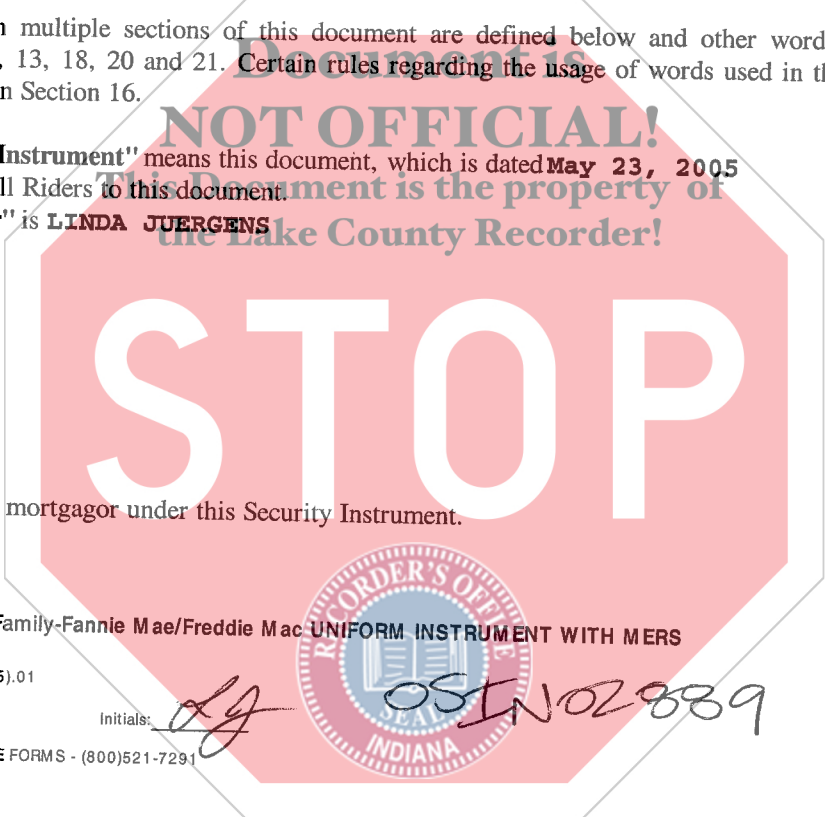 multiple sections of this document are defined below and other word
, 13, 18, 20 and 21. Certain rules regarding the usage of words used in th
n Section 16.
Document is
NOT OFFICIAL!
This Document is the property of
the Lake County Recorder!
Instrument" means this document, which is dated May 23, 2005
ll Riders to this document.
" is LINDA JUERGENS
STOP
mortgagor under this Security Instrument.
RECORDER'S OFFICE
SEAL
INDIANA
Family-Fannie Mae/Freddie Mac UNIFORM INSTRUMENT WITH MERS
).01
Initials: LJ
OSIN02889
E FORMS - (800)521-7291